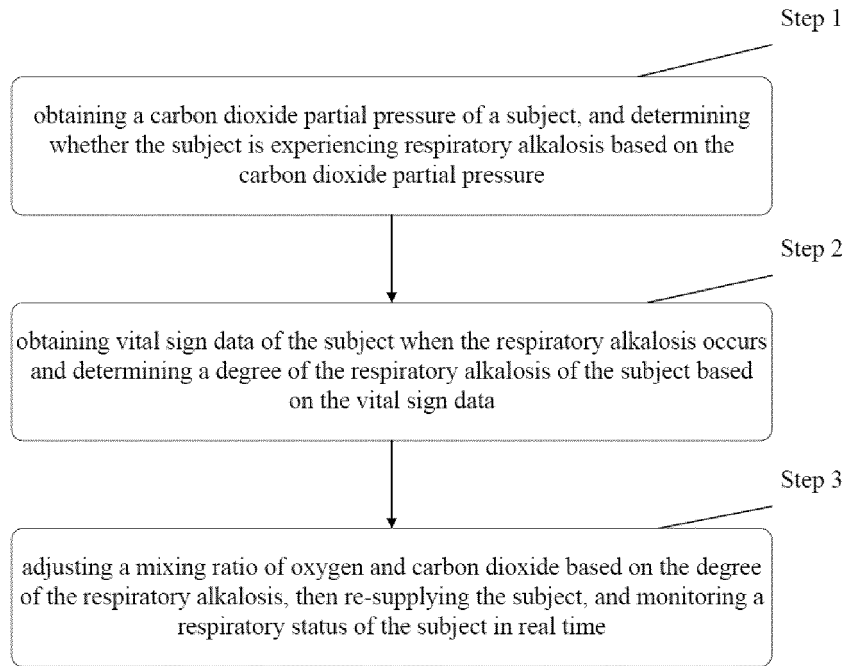 Step 1
obtaining a carbon dioxide partial pressure of a subject, and determining
whether the subject is experiencing respiratory alkalosis based on the
carbon dioxide partial pressure
Step 2
obtaining vital sign data of the subject when the respiratory alkalosis occurs
and determining a degree of the respiratory alkalosis of the subject based
on the vital sign data
Step 3
adjusting a mixing ratio of oxygen and carbon dioxide based on the degree
of the respiratory alkalosis, then re-supplying the subject, and monitoring a
respiratory status of the subject in real time